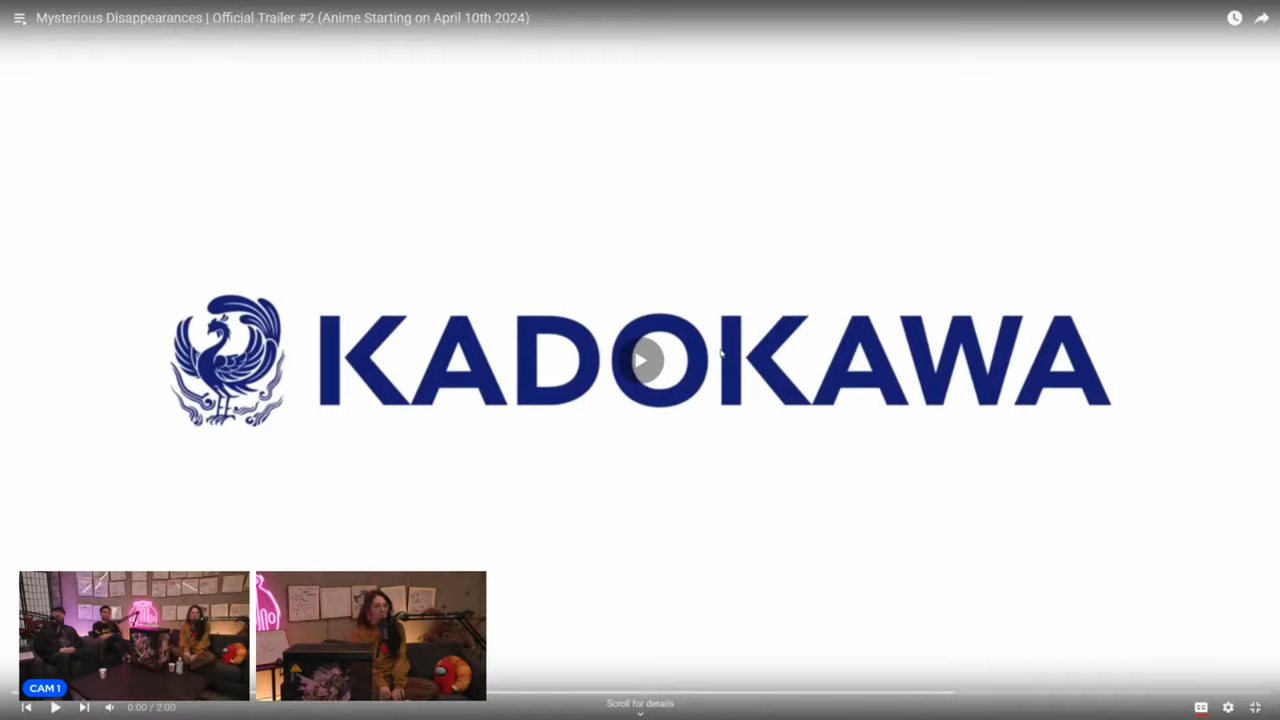 Mysterious Disappearances | Official Trailer #2 (Anime Starting on April 10th 2024)
KADOKAWA
CAM 1
0:00 / 2:00
Scroll for details
CC